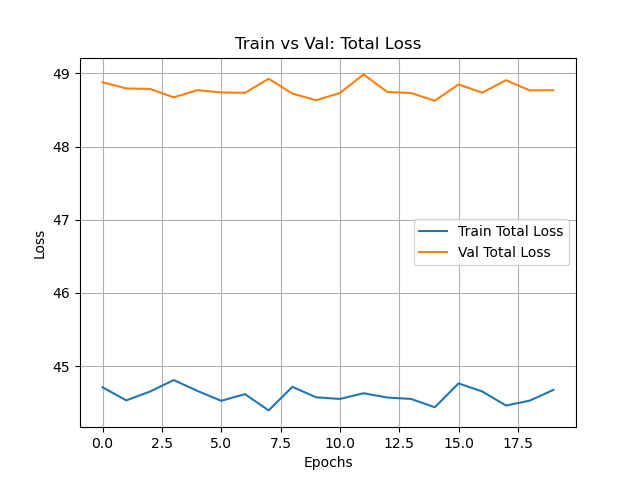 Train vs Val: Total Loss
49
48
47
46
45
Loss
Train Total Loss
Val Total Loss
0.0 2.5 5.0 7.5 10.0 12.5 15.0 17.5
Epochs